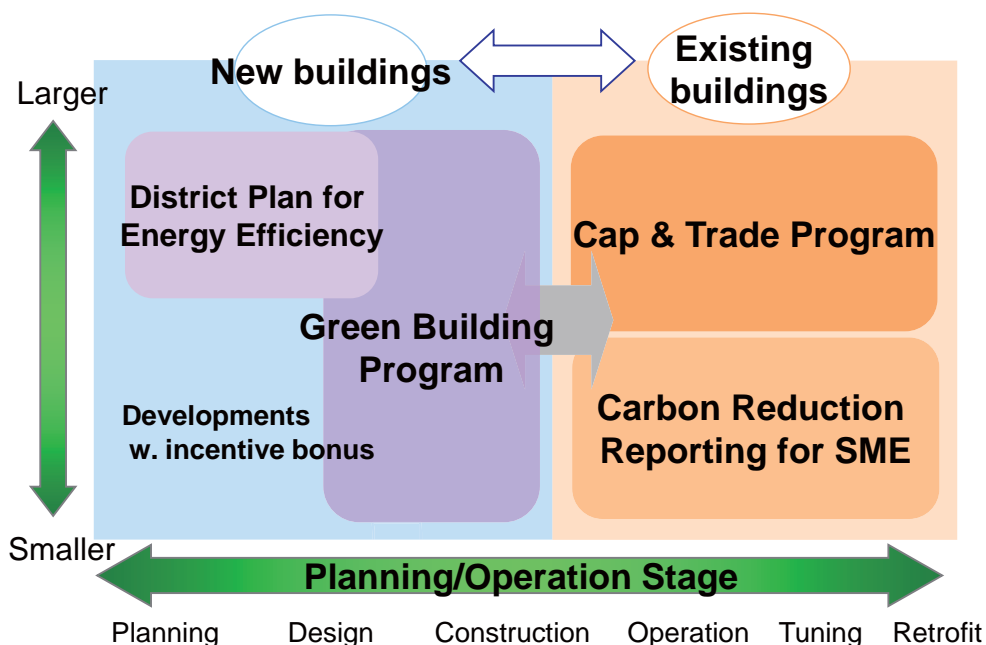 New buildings
Existing
buildings
Larger
District Plan for
Energy Efficiency
Cap & Trade Program
Green Building
Program
Developments
w. incentive bonus
Carbon Reduction
Reporting for SME
Smaller
Planning/Operation Stage
Planning Design Construction Operation Tuning Retrofit